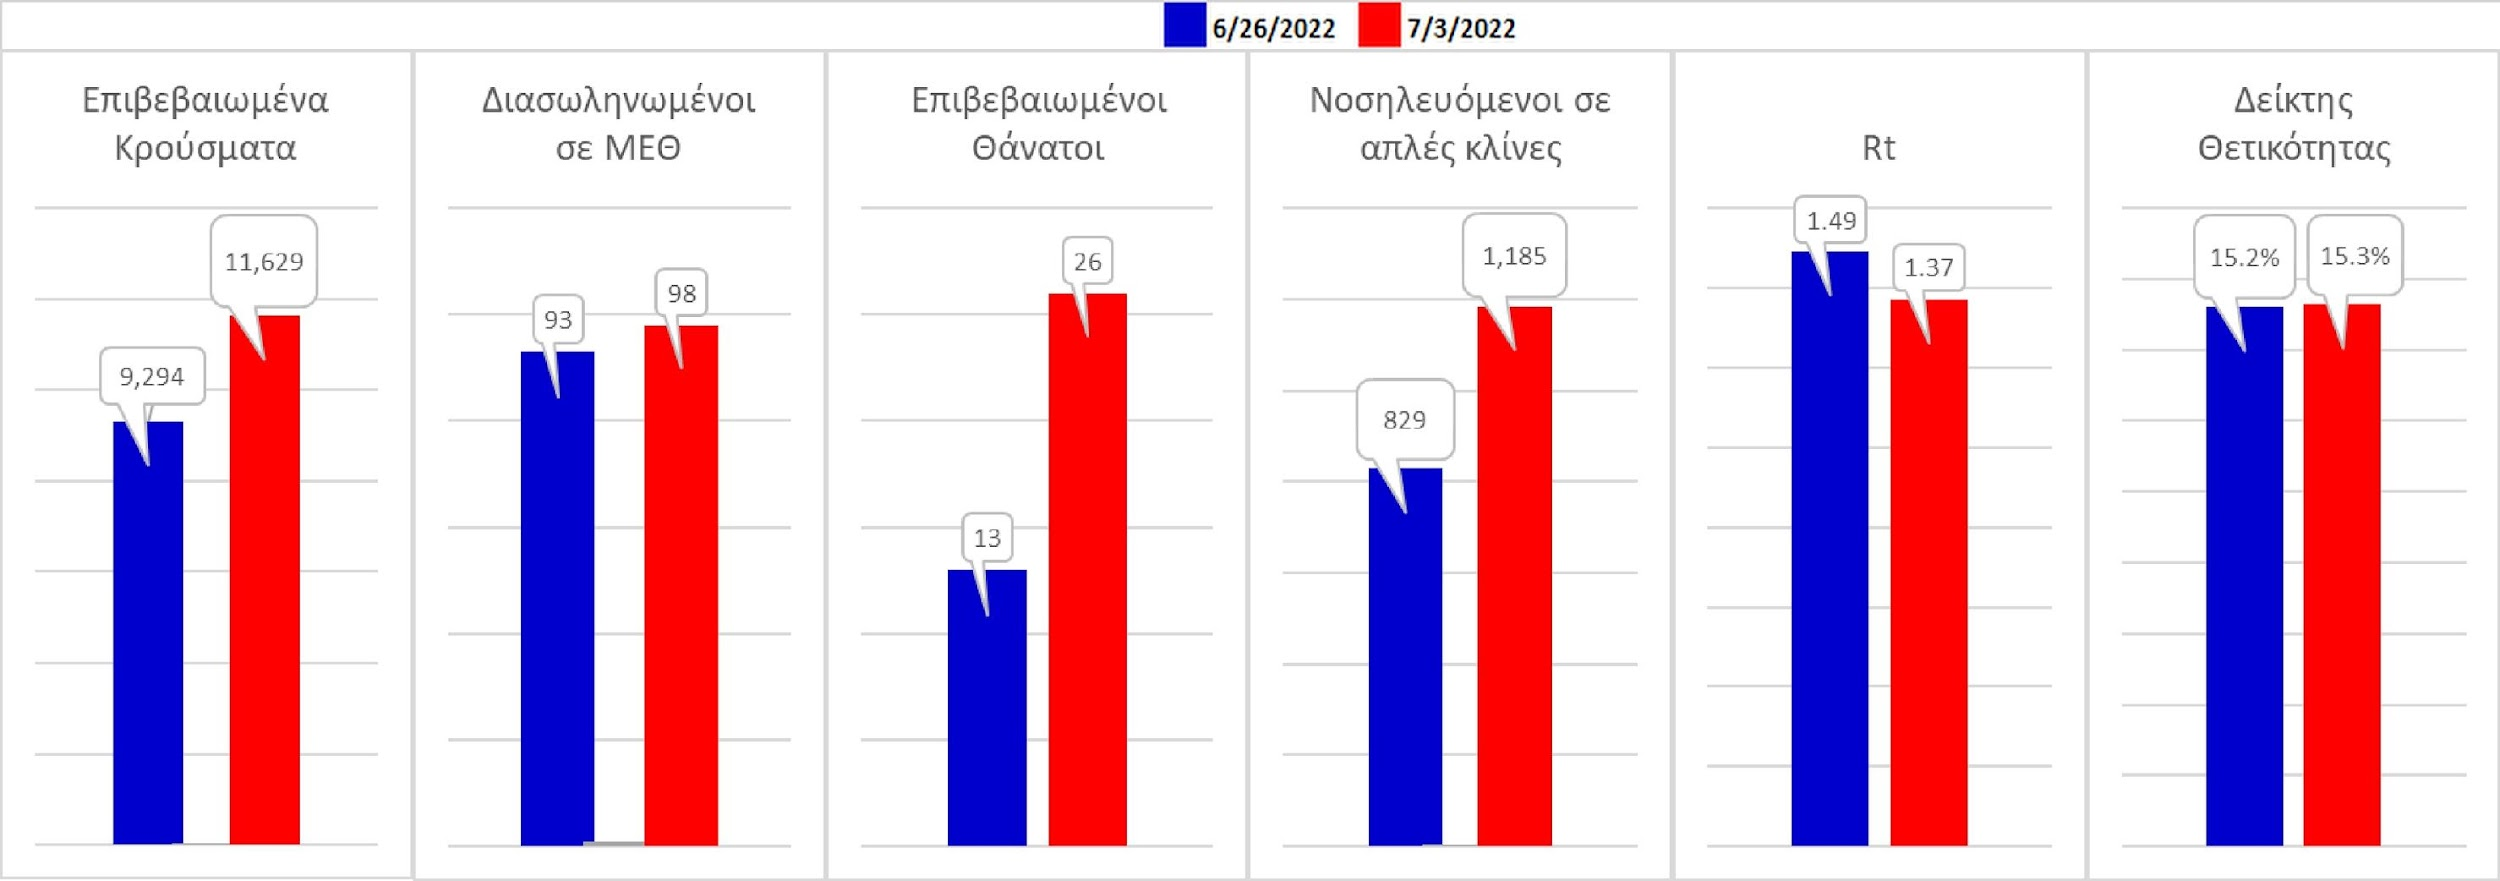 6/26/2022 7/3/2022
Επιβεβαιωμένα
Κρούσματα
11,629
9,294
Διασωληνωμένοι
σε ΜΕΘ
93
98
Επιβεβαιωμένοι
Θάνατοι
26
13
Νοσηλευόμενοι σε
απλές κλίνες
1,185
829
Rt
1.49
1.37
Δείκτης
Θετικότητας
15.2% 15.3%